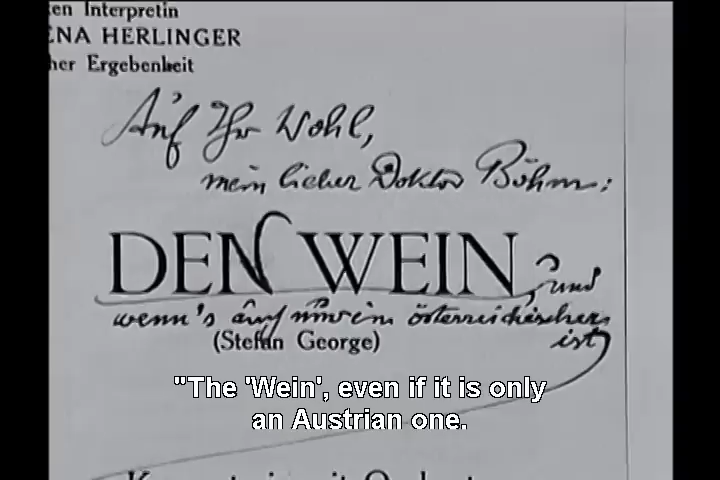 en Interpretin
ENA HERLINGER
her Ergebenheit
Auf Ihr Wohl,
mein lieber Doktor Böhm:
DEN WEIN, und
wenn's auch nur ein österreichischer
(Stefan George) ist
"The 'Wein', even if it is only
an Austrian one.